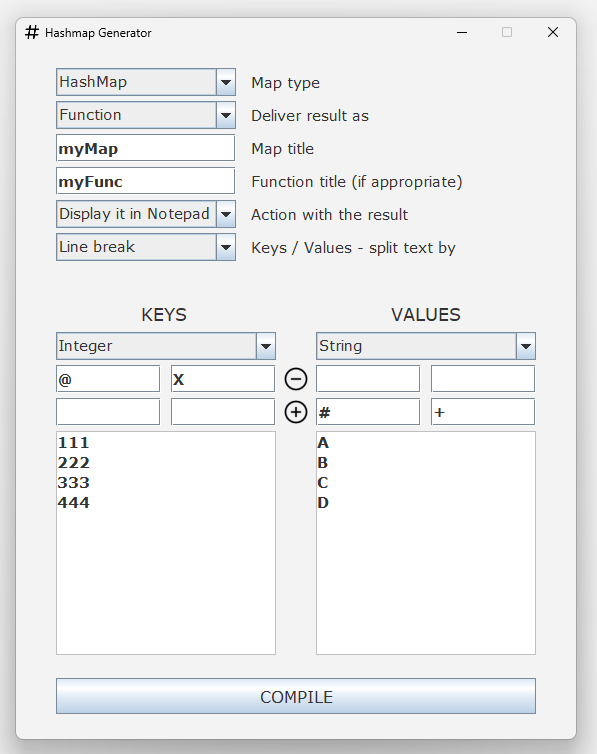 Hashmap Generator
HashMap Map type
Function Deliver result as
myMap Map title
myFunc Function title (if appropriate)
Display it in Notepad Action with the result
Line break Keys / Values - split text by
KEYS VALUES
Integer String
@ X
# +
111 A
222 B
333 C
444 D
COMPILE